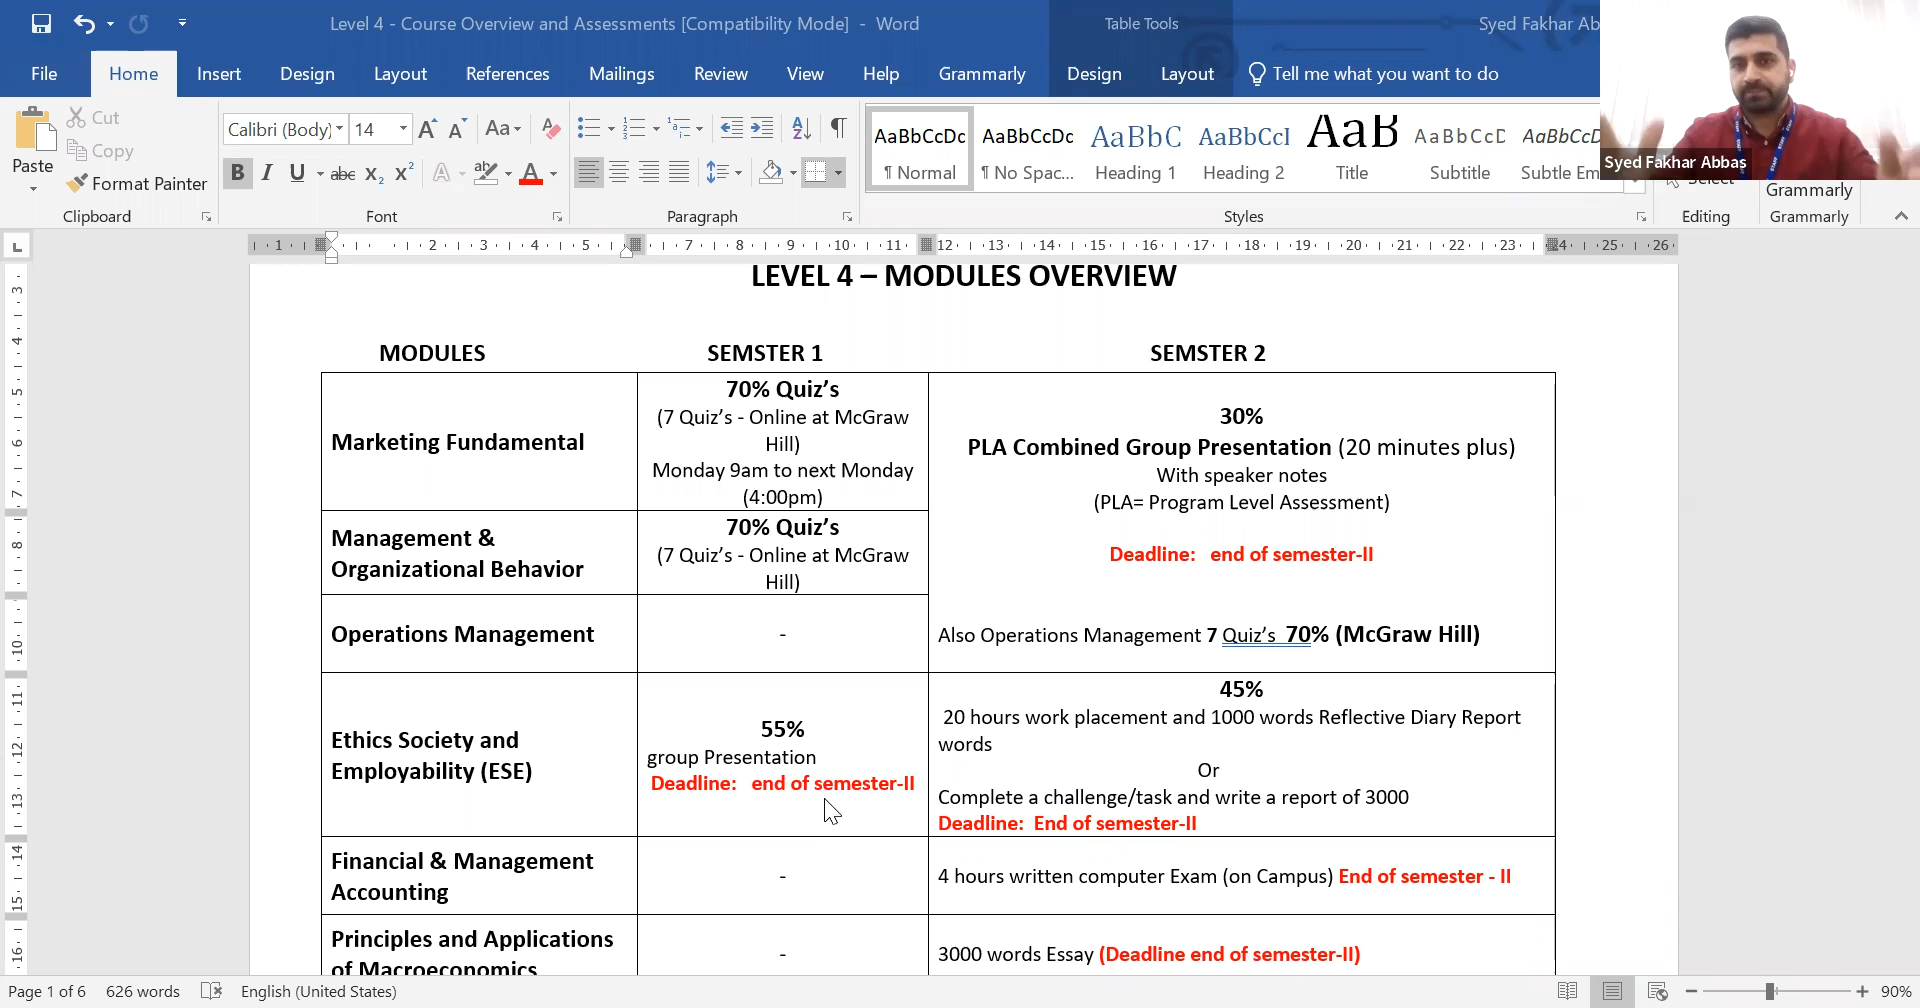 Level 4 - Course Overview and Assessments [Compatibility Mode] - Word
Table Tools
Syed Fakhar
File Home Insert Design Layout References Mailings Review View Help Grammarly Design Layout Tell me what you want to do
Cut
Copy
Paste
Format Painter
Clipboard
Calibri (Body) 14
Font
Paragraph
AaBbCcDc AaBbCcDc AaBbC AaBbCcI AaB AaBbCcD AaBbCcD
¶ Normal ¶ No Spac... Heading 1 Heading 2 Title Subtitle Subtle Em
Styles
Syed Fakhar Abbas
Select
Editing
Grammarly
Grammarly
LEVEL 4 – MODULES OVERVIEW
MODULES SEMSTER 1 SEMSTER 2
Marketing Fundamental
70% Quiz’s
(7 Quiz’s - Online at McGraw
Hill)
Monday 9am to next Monday
(4:00pm)
30%
PLA Combined Group Presentation (20 minutes plus)
With speaker notes
(PLA= Program Level Assessment)
Deadline: end of semester-II
Management &
Organizational Behavior
70% Quiz’s
(7 Quiz’s - Online at McGraw
Hill)
Operations Management
-
Also Operations Management 7 Quiz’s 70% (McGraw Hill)
Ethics Society and
Employability (ESE)
55%
group Presentation
Deadline: end of semester-II
45%
20 hours work placement and 1000 words Reflective Diary Report
words
Or
Complete a challenge/task and write a report of 3000
Deadline: End of semester-II
Financial & Management
Accounting
-
4 hours written computer Exam (on Campus) End of semester - II
Principles and Applications
of Macroeconomics
-
3000 words Essay (Deadline end of semester-II)
Page 1 of 6 626 words English (United States) 90%